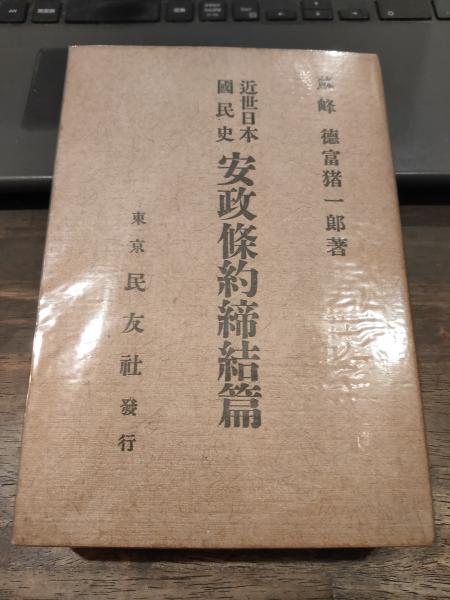 蘇峰 德富猪一郎著
近世日本
國民史
安政條約締結篇
東京 民友社 發行